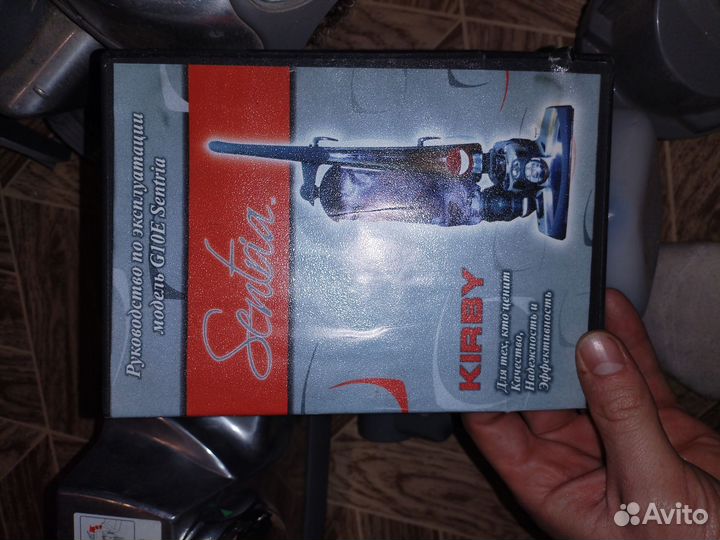 Руководство по эксплуатации
модель G10E Sentria
Sentria.
KIRBY
Для тех, кто ценит
Качество,
Надежность и
Эффективность
Avito